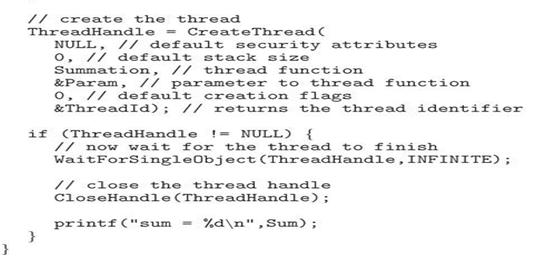 // create the thread
ThreadHandle = CreateThread(
NULL, // default security attributes
0, // default stack size
Summation, // thread function
&Param, // parameter to thread function
0, // default creation flags
&ThreadId); // returns the thread identifier
if (ThreadHandle != NULL) {
// now wait for the thread to finish
WaitForSingleObject(ThreadHandle,INFINITE);
// close the thread handle
CloseHandle(ThreadHandle);
printf("sum = %d\n",Sum);
}
}